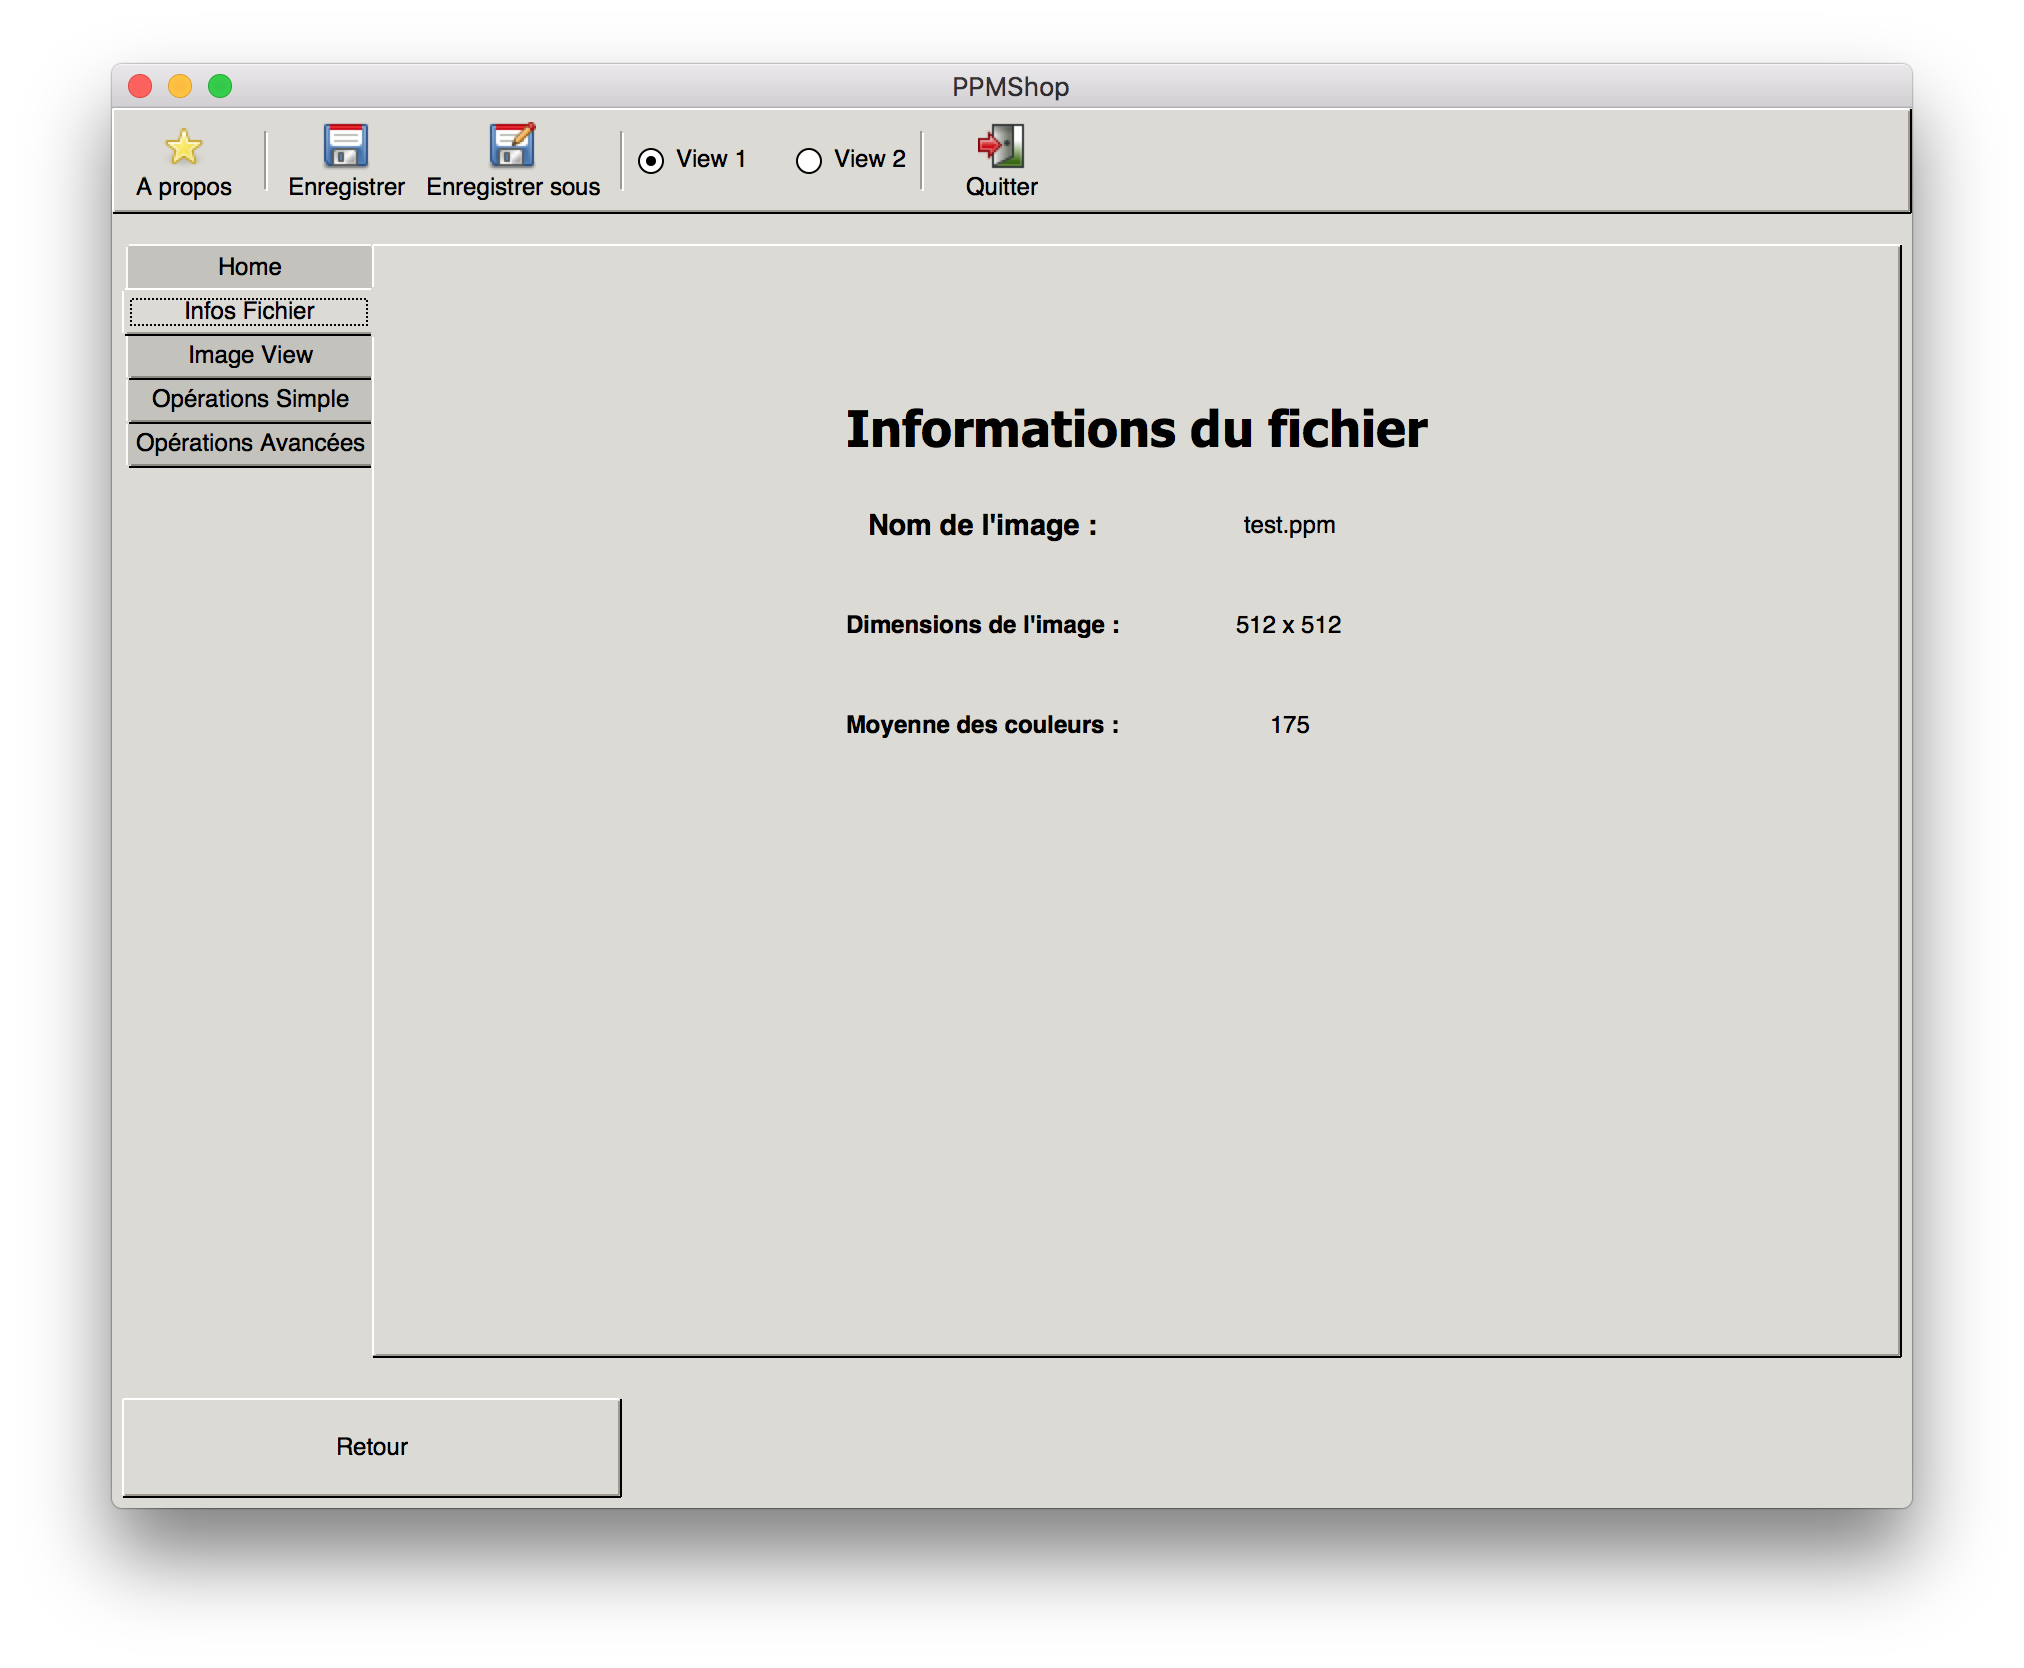 PPMShop
A propos
Enregistrer
Enregistrer sous
View 1
View 2
Quitter
Home
Infos Fichier
Image View
Opérations Simple
Opérations Avancées
Informations du fichier
Nom de l'image : test.ppm
Dimensions de l'image : 512 x 512
Moyenne des couleurs : 175
Retour